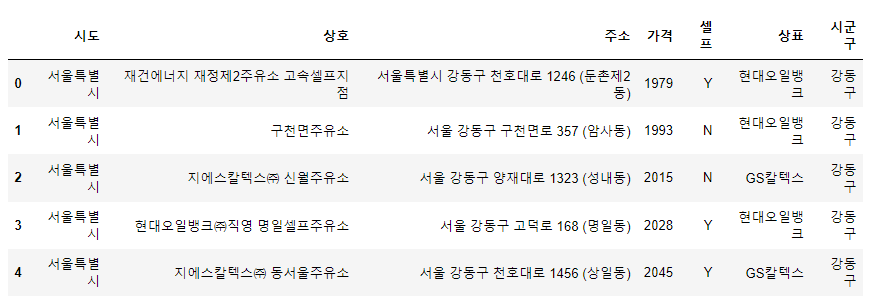 시도 상호 주소 가격 셀프 상표 시군구
0 서울특별시 재건에너지 재정제2주유소 고속셀프지점 서울특별시 강동구 천호대로 1246 (둔촌제2동) 1979 Y 현대오일뱅크 강동구
1 서울특별시 구천면주유소 서울 강동구 구천면로 357 (암사동) 1993 N 현대오일뱅크 강동구
2 서울특별시 지에스칼텍스㈜ 신월주유소 서울 강동구 양재대로 1323 (성내동) 2015 N GS칼텍스 강동구
3 서울특별시 현대오일뱅크㈜직영 명일셀프주유소 서울 강동구 고덕로 168 (명일동) 2028 Y 현대오일뱅크 강동구
4 서울특별시 지에스칼텍스㈜ 동서울주유소 서울 강동구 천호대로 1456 (상일동) 2045 Y GS칼텍스 강동구